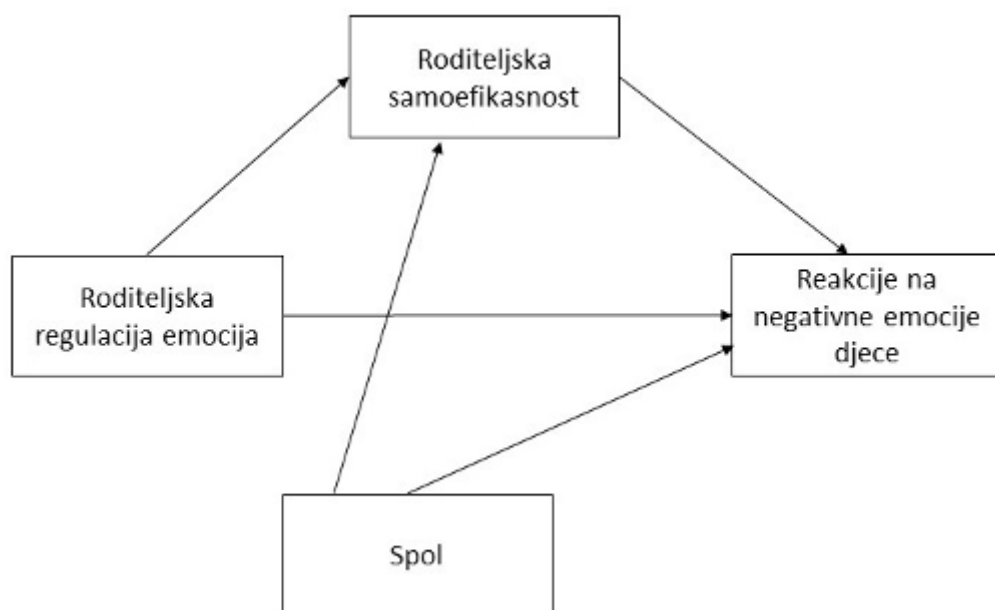 Roditeljska
samoefikasnost
Roditeljska
regulacija emocija
Reakcije na
negativne emocije
djece
Spol